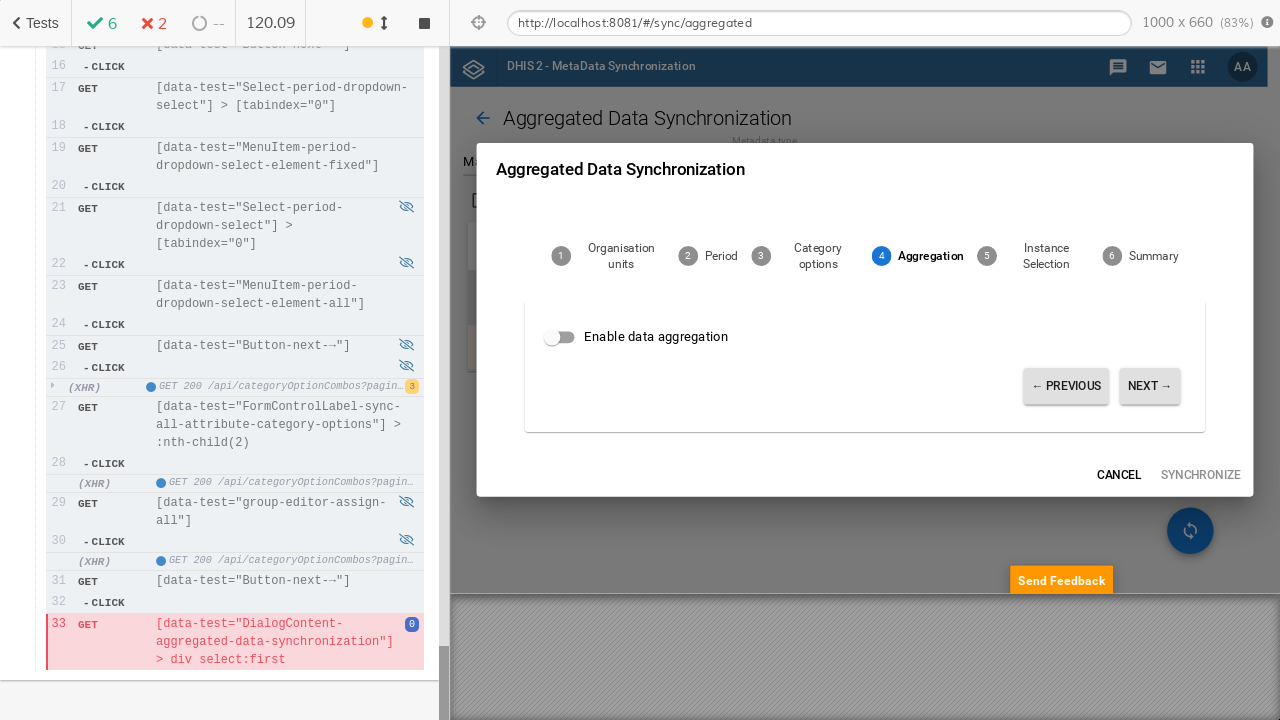 Tests
6
2
--
120.09
http://localhost:8081/#/sync/aggregated
1000 x 660 (83%)
16 -CLICK
17 GET [data-test="Select-period-dropdown-
select"] > [tabindex="0"]
18 -CLICK
19 GET [data-test="MenuItem-period-
dropdown-select-element-fixed"]
20 -CLICK
21 GET [data-test="Select-period-
dropdown-select"] >
[tabindex="0"]
22 -CLICK
23 GET [data-test="MenuItem-period-
dropdown-select-element-all"]
24 -CLICK
25 GET [data-test="Button-next-→"]
26 -CLICK
(XHR) GET 200 /api/categoryOptionCombos?pagin… 3
27 GET [data-test="FormControlLabel-sync-
all-attribute-category-options"] >
:nth-child(2)
28 -CLICK
(XHR) GET 200 /api/categoryOptionCombos?pagin…
29 GET [data-test="group-editor-assign-
all"]
30 -CLICK
(XHR) GET 200 /api/categoryOptionCombos?pagin…
31 GET [data-test="Button-next-→"]
32 -CLICK
33 GET [data-test="DialogContent-
aggregated-data-synchronization"]
> div select:first
0
DHIS 2 - MetaData Synchronization
AA
Aggregated Data Synchronization
Metadata type
Aggregated Data Synchronization
1 Organisation
units
2 Period
3 Category
options
4 Aggregation
5 Instance
Selection
6 Summary
Enable data aggregation
← PREVIOUS
NEXT →
CANCEL
SYNCHRONIZE
Send Feedback